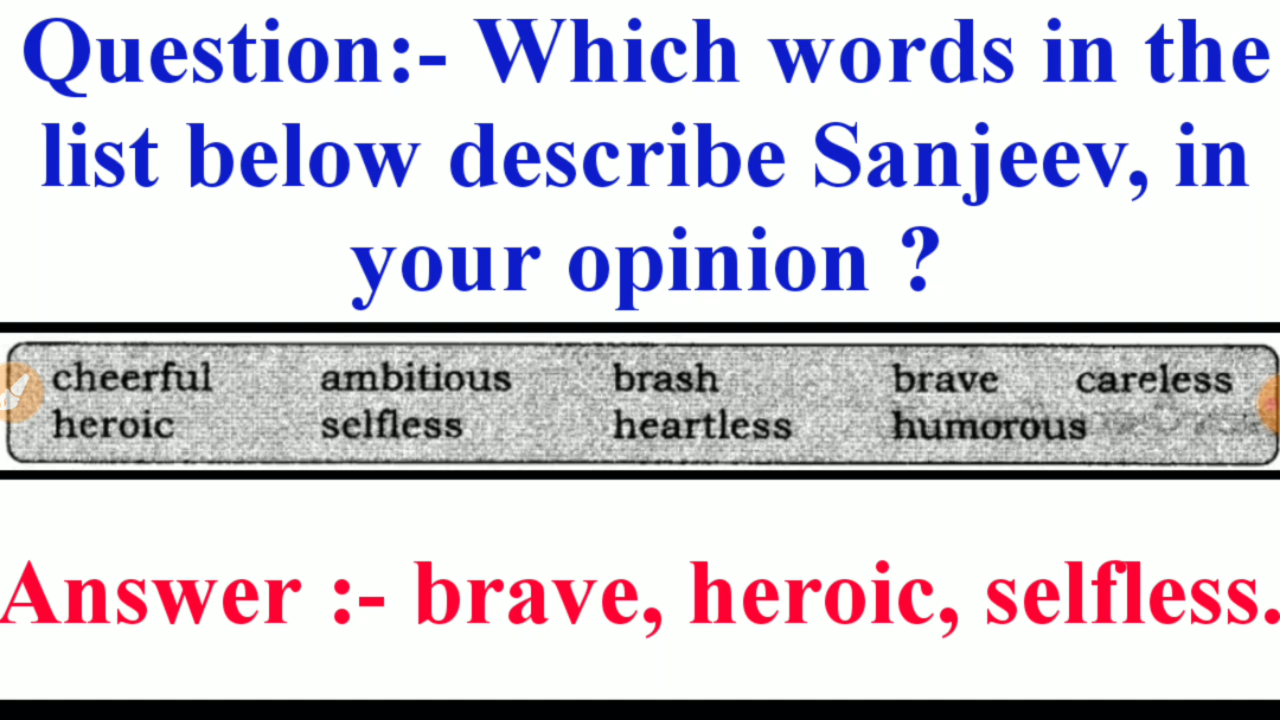 Question:- Which words in the
list below describe Sanjeev, in
your opinion ?
cheerful ambitious brash brave careless
heroic selfless heartless humorous
Answer :- brave, heroic, selfless.